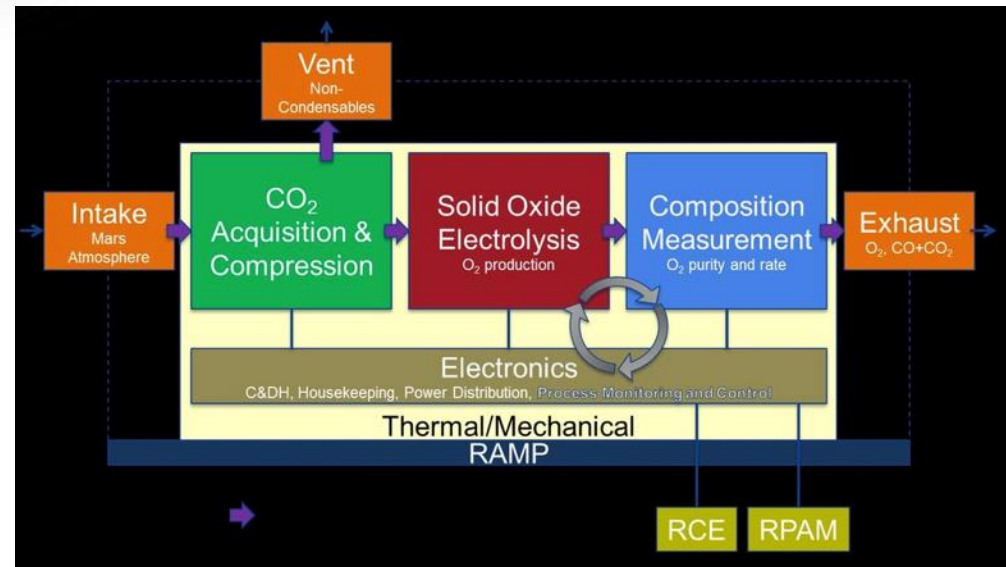 Vent
Non-
Condensables
Intake
Mars
Atmosphere
CO₂
Acquisition &
Compression
Solid Oxide
Electrolysis
O₂ production
Composition
Measurement
O₂ purity and rate
Exhaust
O₂, CO+CO₂
Electronics
C&DH, Housekeeping, Power Distribution, Process Monitoring and Control
Thermal/Mechanical
RAMP
RCE
RPAM